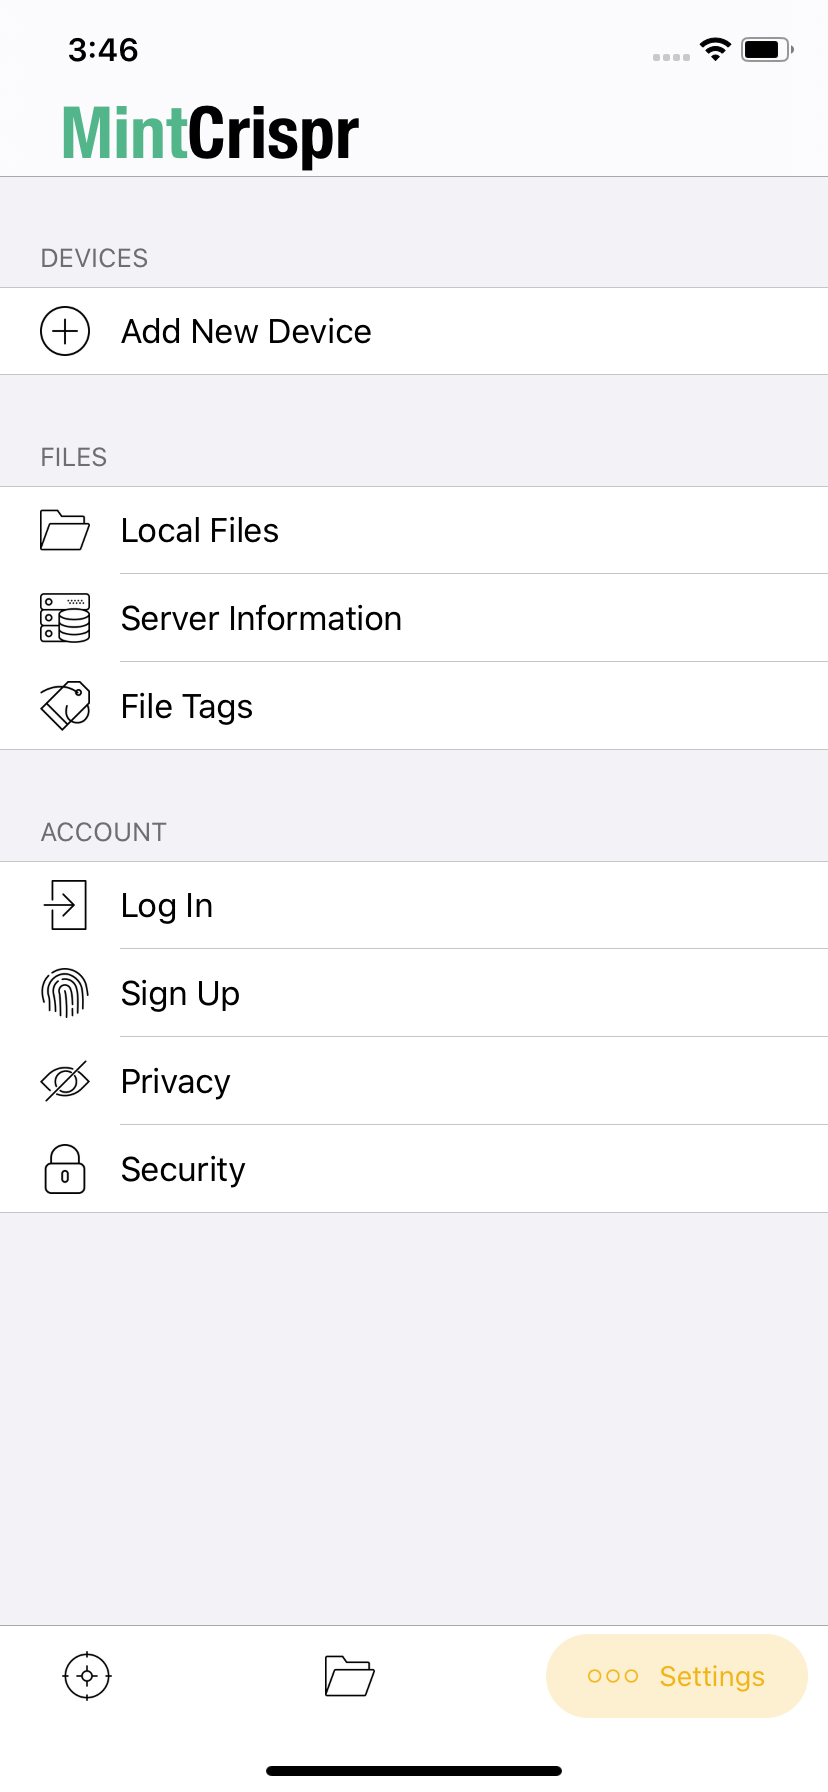 3:46
MintCrispr
DEVICES
Add New Device
FILES
Local Files
Server Information
File Tags
ACCOUNT
Log In
Sign Up
Privacy
Security
Settings